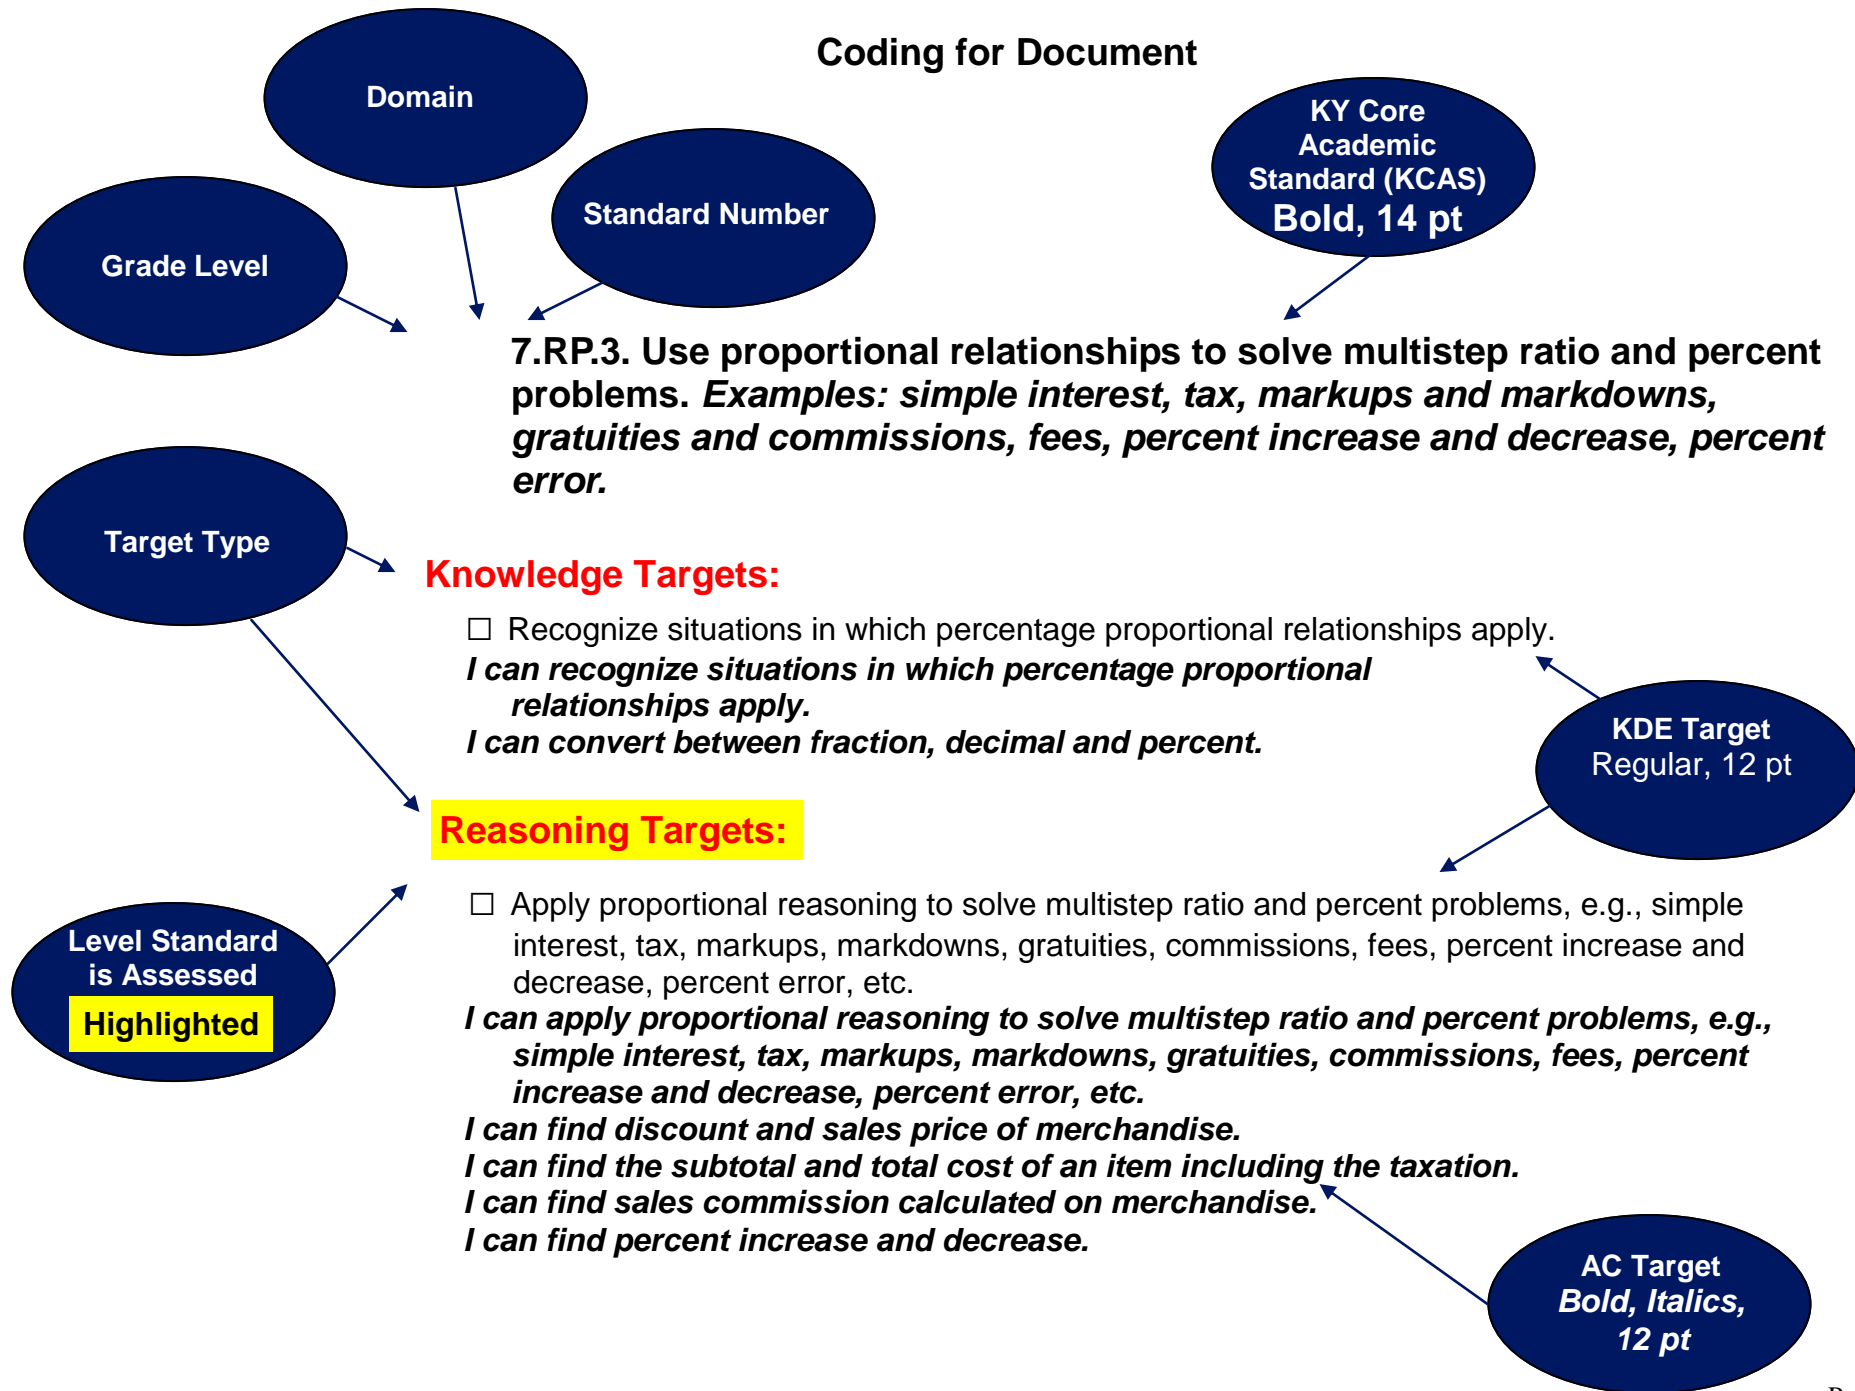 Coding for Document
Domain
KY Core
Academic
Standard (KCAS)
Bold, 14 pt
Standard Number
Grade Level
7.RP.3. Use proportional relationships to solve multistep ratio and percent
problems. Examples: simple interest, tax, markups and markdowns,
gratuities and commissions, fees, percent increase and decrease, percent
error.
Target Type
Knowledge Targets:
☐ Recognize situations in which percentage proportional relationships apply.
I can recognize situations in which percentage proportional
relationships apply.
I can convert between fraction, decimal and percent.
KDE Target
Regular, 12 pt
Reasoning Targets:
Level Standard
is Assessed
Highlighted
☐ Apply proportional reasoning to solve multistep ratio and percent problems, e.g., simple
interest, tax, markups, markdowns, gratuities, commissions, fees, percent increase and
decrease, percent error, etc.
I can apply proportional reasoning to solve multistep ratio and percent problems, e.g.,
simple interest, tax, markups, markdowns, gratuities, commissions, fees, percent
increase and decrease, percent error, etc.
I can find discount and sales price of merchandise.
I can find the subtotal and total cost of an item including the taxation.
I can find sales commission calculated on merchandise.
I can find percent increase and decrease.
AC Target
Bold, Italics,
12 pt